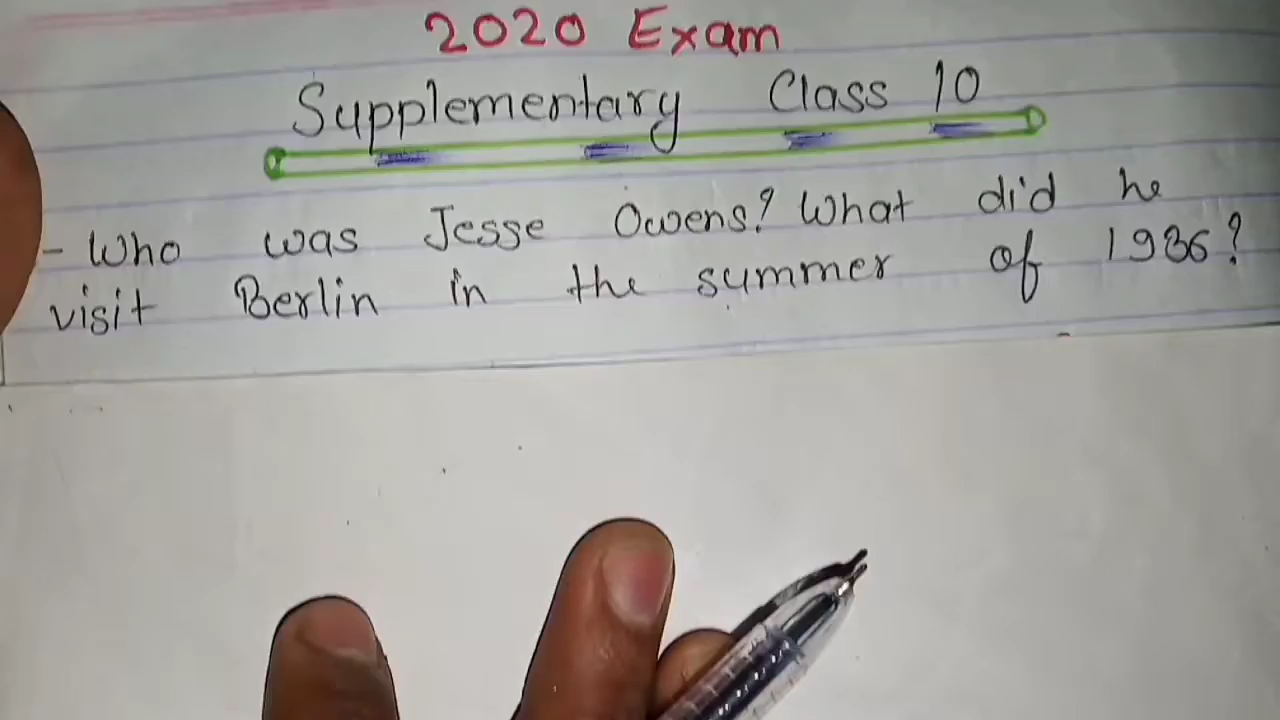 2020 Exam
Supplementary Class 10
- Who was Jesse Owens? What did he
visit Berlin in the summer of 1936?